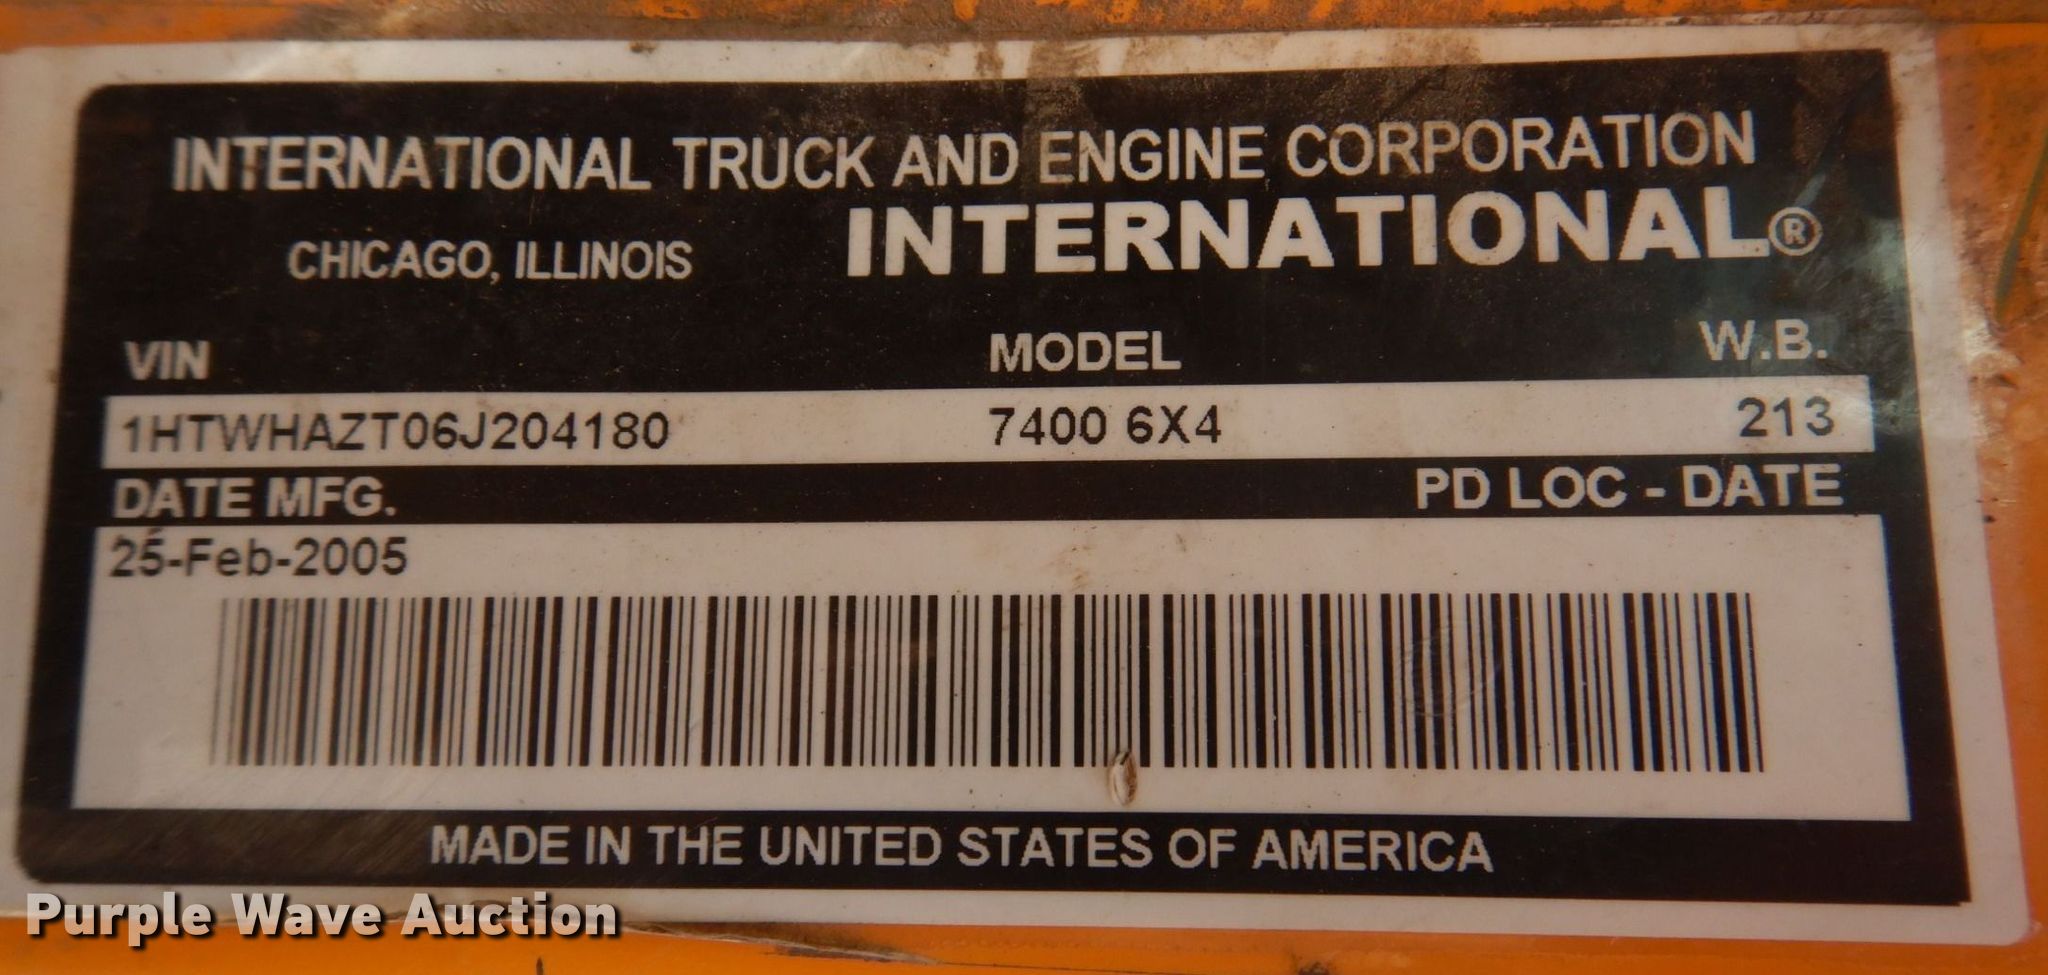 INTERNATIONAL TRUCK AND ENGINE CORPORATION
CHICAGO, ILLINOIS INTERNATIONAL®
VIN MODEL W.B.
1HTWHAZT06J204180 7400 6X4 213
DATE MFG. PD LOC - DATE
25-Feb-2005
MADE IN THE UNITED STATES OF AMERICA
Purple Wave Auction